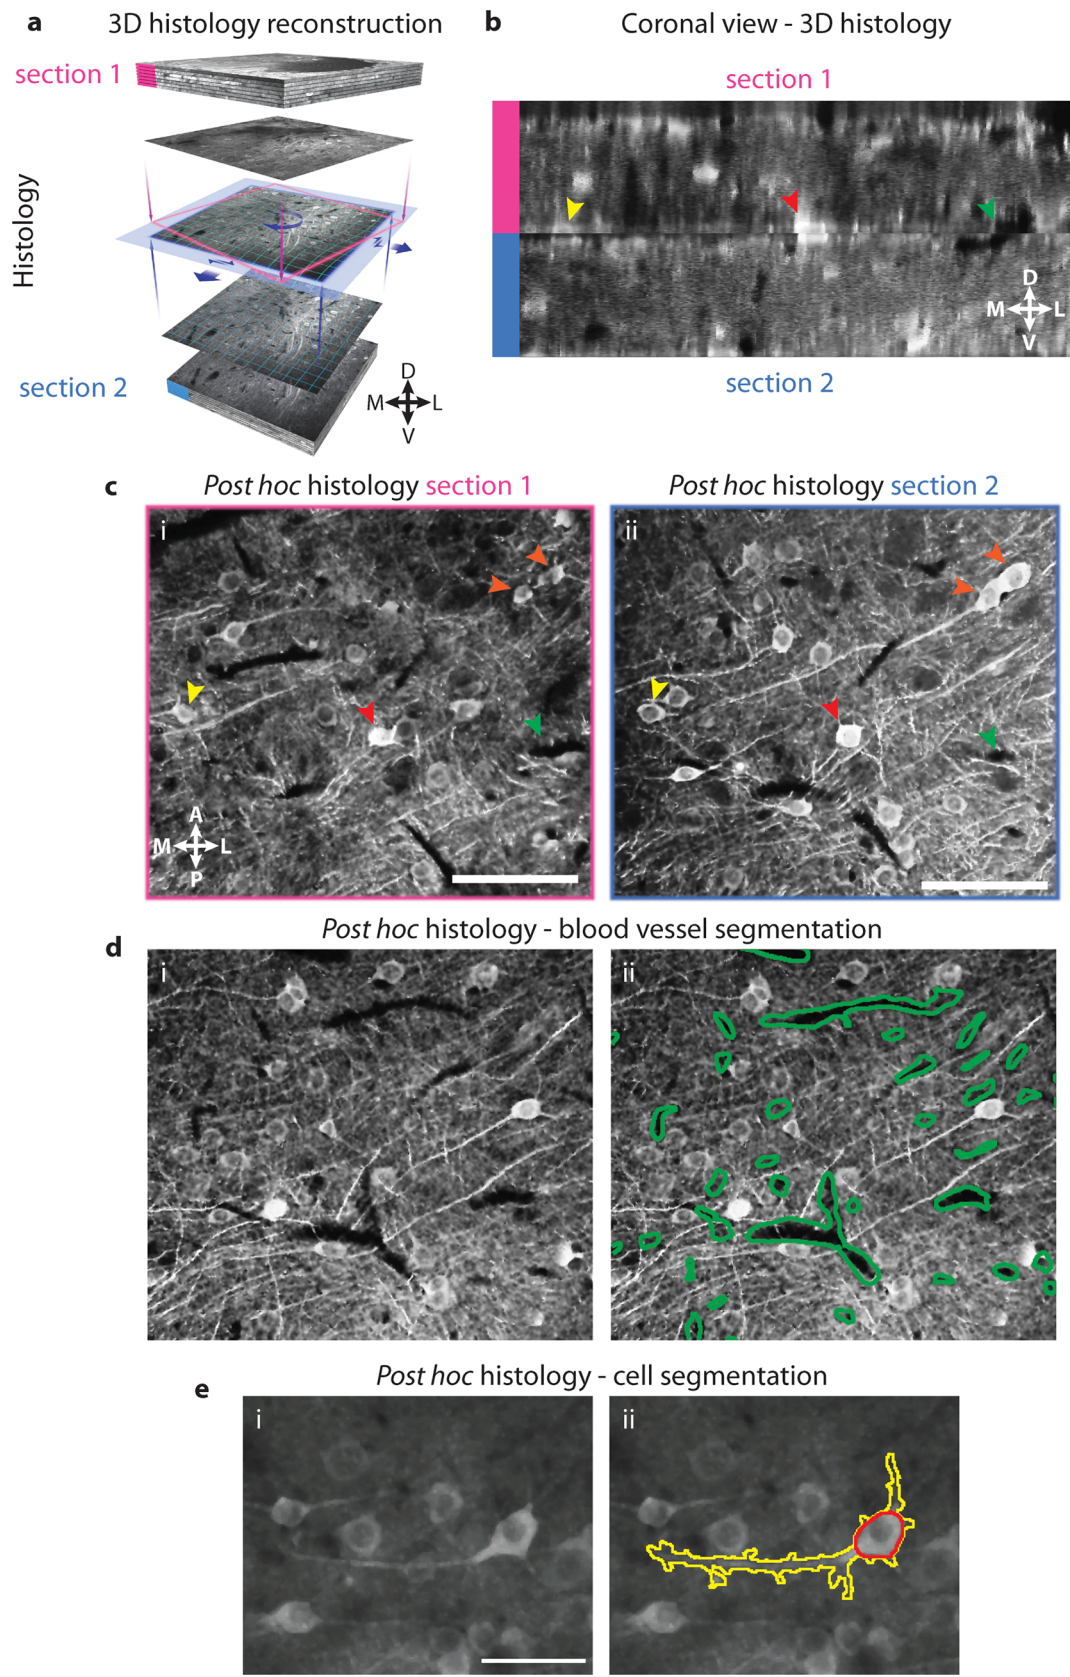 a 3D histology reconstruction
section 1
Histology
section 2
D
M L
V
b Coronal view - 3D histology
section 1
D
M L
V
section 2
c Post hoc histology section 1
i
A
M L
P
Post hoc histology section 2
ii
d Post hoc histology - blood vessel segmentation
i
ii
e Post hoc histology - cell segmentation
i
ii